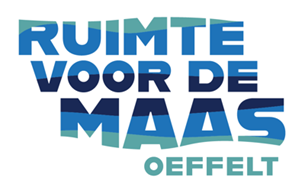 RUIMTE
VOOR DE
MAAS
OEFFELT